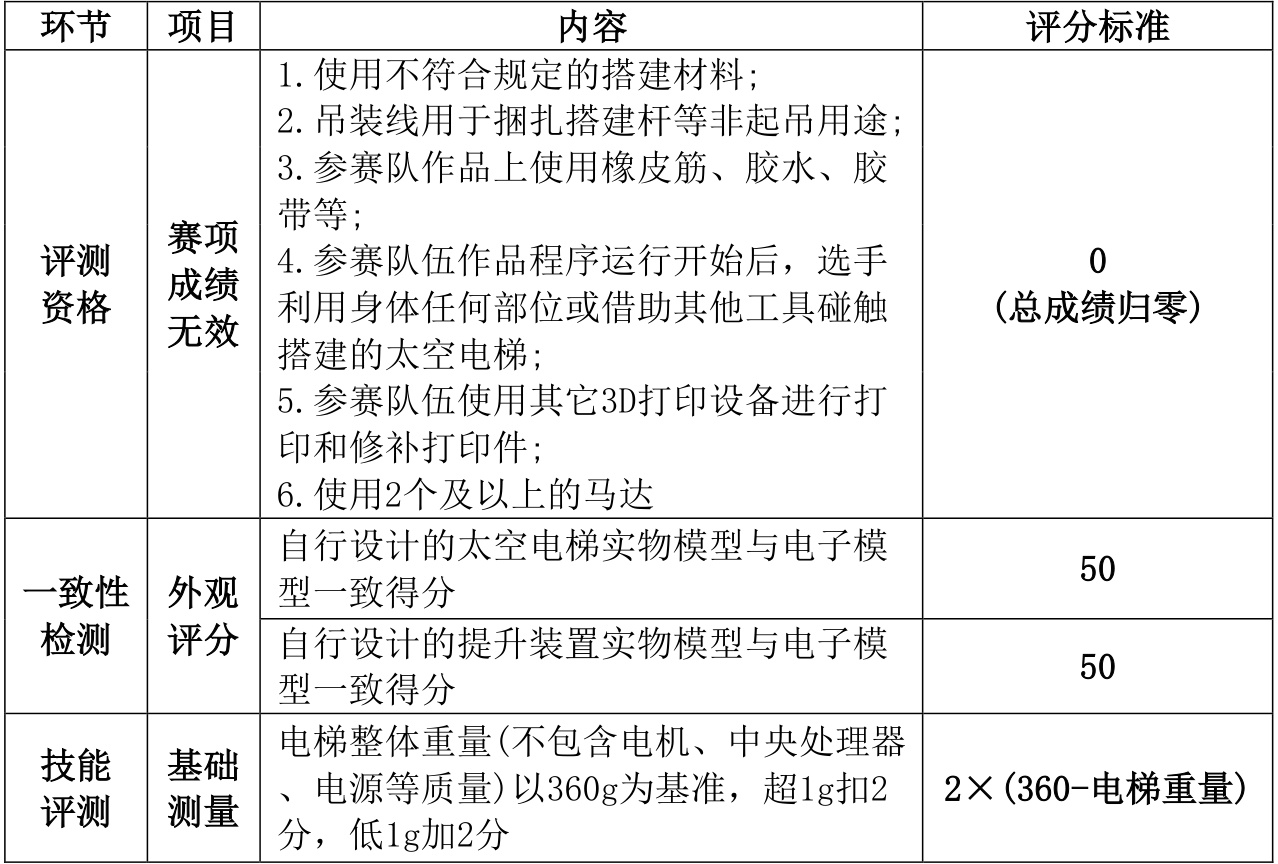 环节 项目 内容 评分标准
评测
资格
赛项
成绩
无效
1.使用不符合规定的搭建材料;
2.吊装线用于捆扎搭建杆等非起吊用途;
3.参赛队作品上使用橡皮筋、胶水、胶
带等;
4.参赛队伍作品程序运行开始后，选手
利用身体任何部位或借助其他工具碰触
搭建的太空电梯;
5.参赛队伍使用其它3D打印设备进行打
印和修补打印件;
6.使用2个及以上的马达
0
(总成绩归零)
一致性
检测
外观
评分
自行设计的太空电梯实物模型与电子模
型一致得分
50
自行设计的提升装置实物模型与电子模
型一致得分
50
技能
评测
基础
测量
电梯整体重量(不包含电机、中央处理器
、电源等质量)以360g为基准，超1g扣2
分，低1g加2分
2×(360-电梯重量)